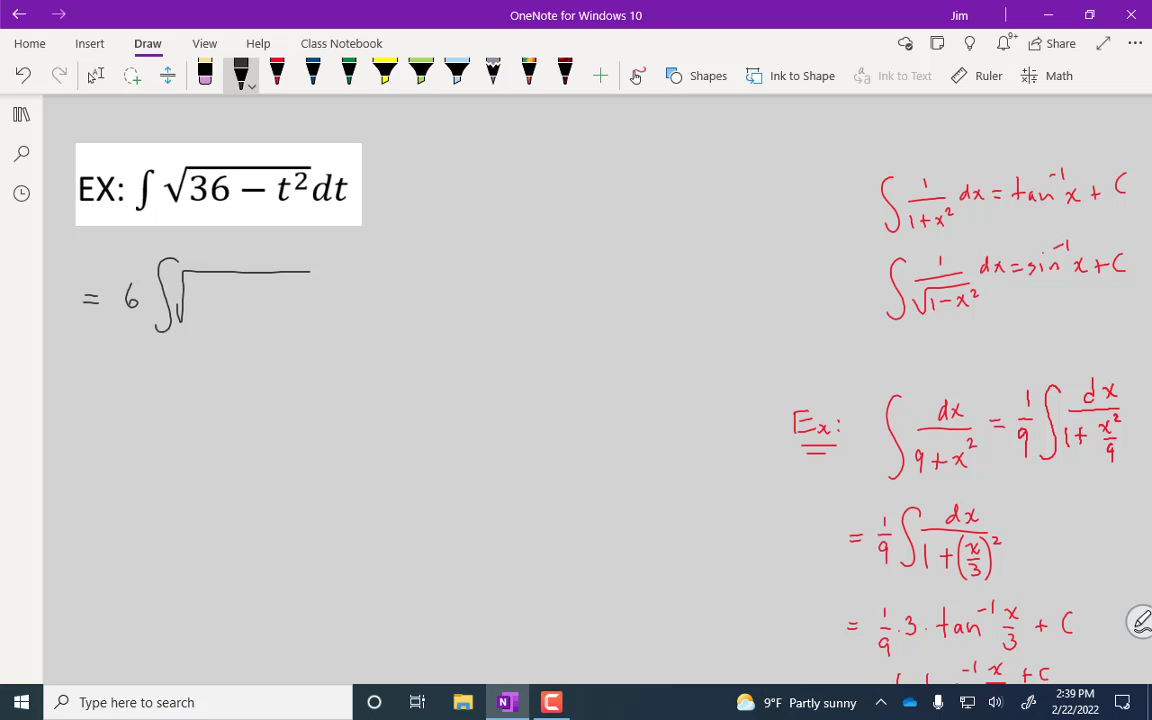 OneNote for Windows 10
Jim
Home Insert Draw View Help Class Notebook
9+
Share
Shapes
Ink to Shape
Ink to Text
Ruler
Math
EX: ∫ √(36 − t²) dt
= 6 ∫ √
∫ 1/(1+x²) dx = tan⁻¹ x + C
∫ 1/√(1−x²) dx = sin⁻¹ x + C
Ex: ∫ dx/(9+x²) = 1/9 ∫ dx/(1 + x²/9)
= 1/9 ∫ dx/(1 + (x/3)²)
= 1/9 · 3 · tan⁻¹ x/3 + C
Type here to search
9°F Partly sunny
2:39 PM
2/22/2022